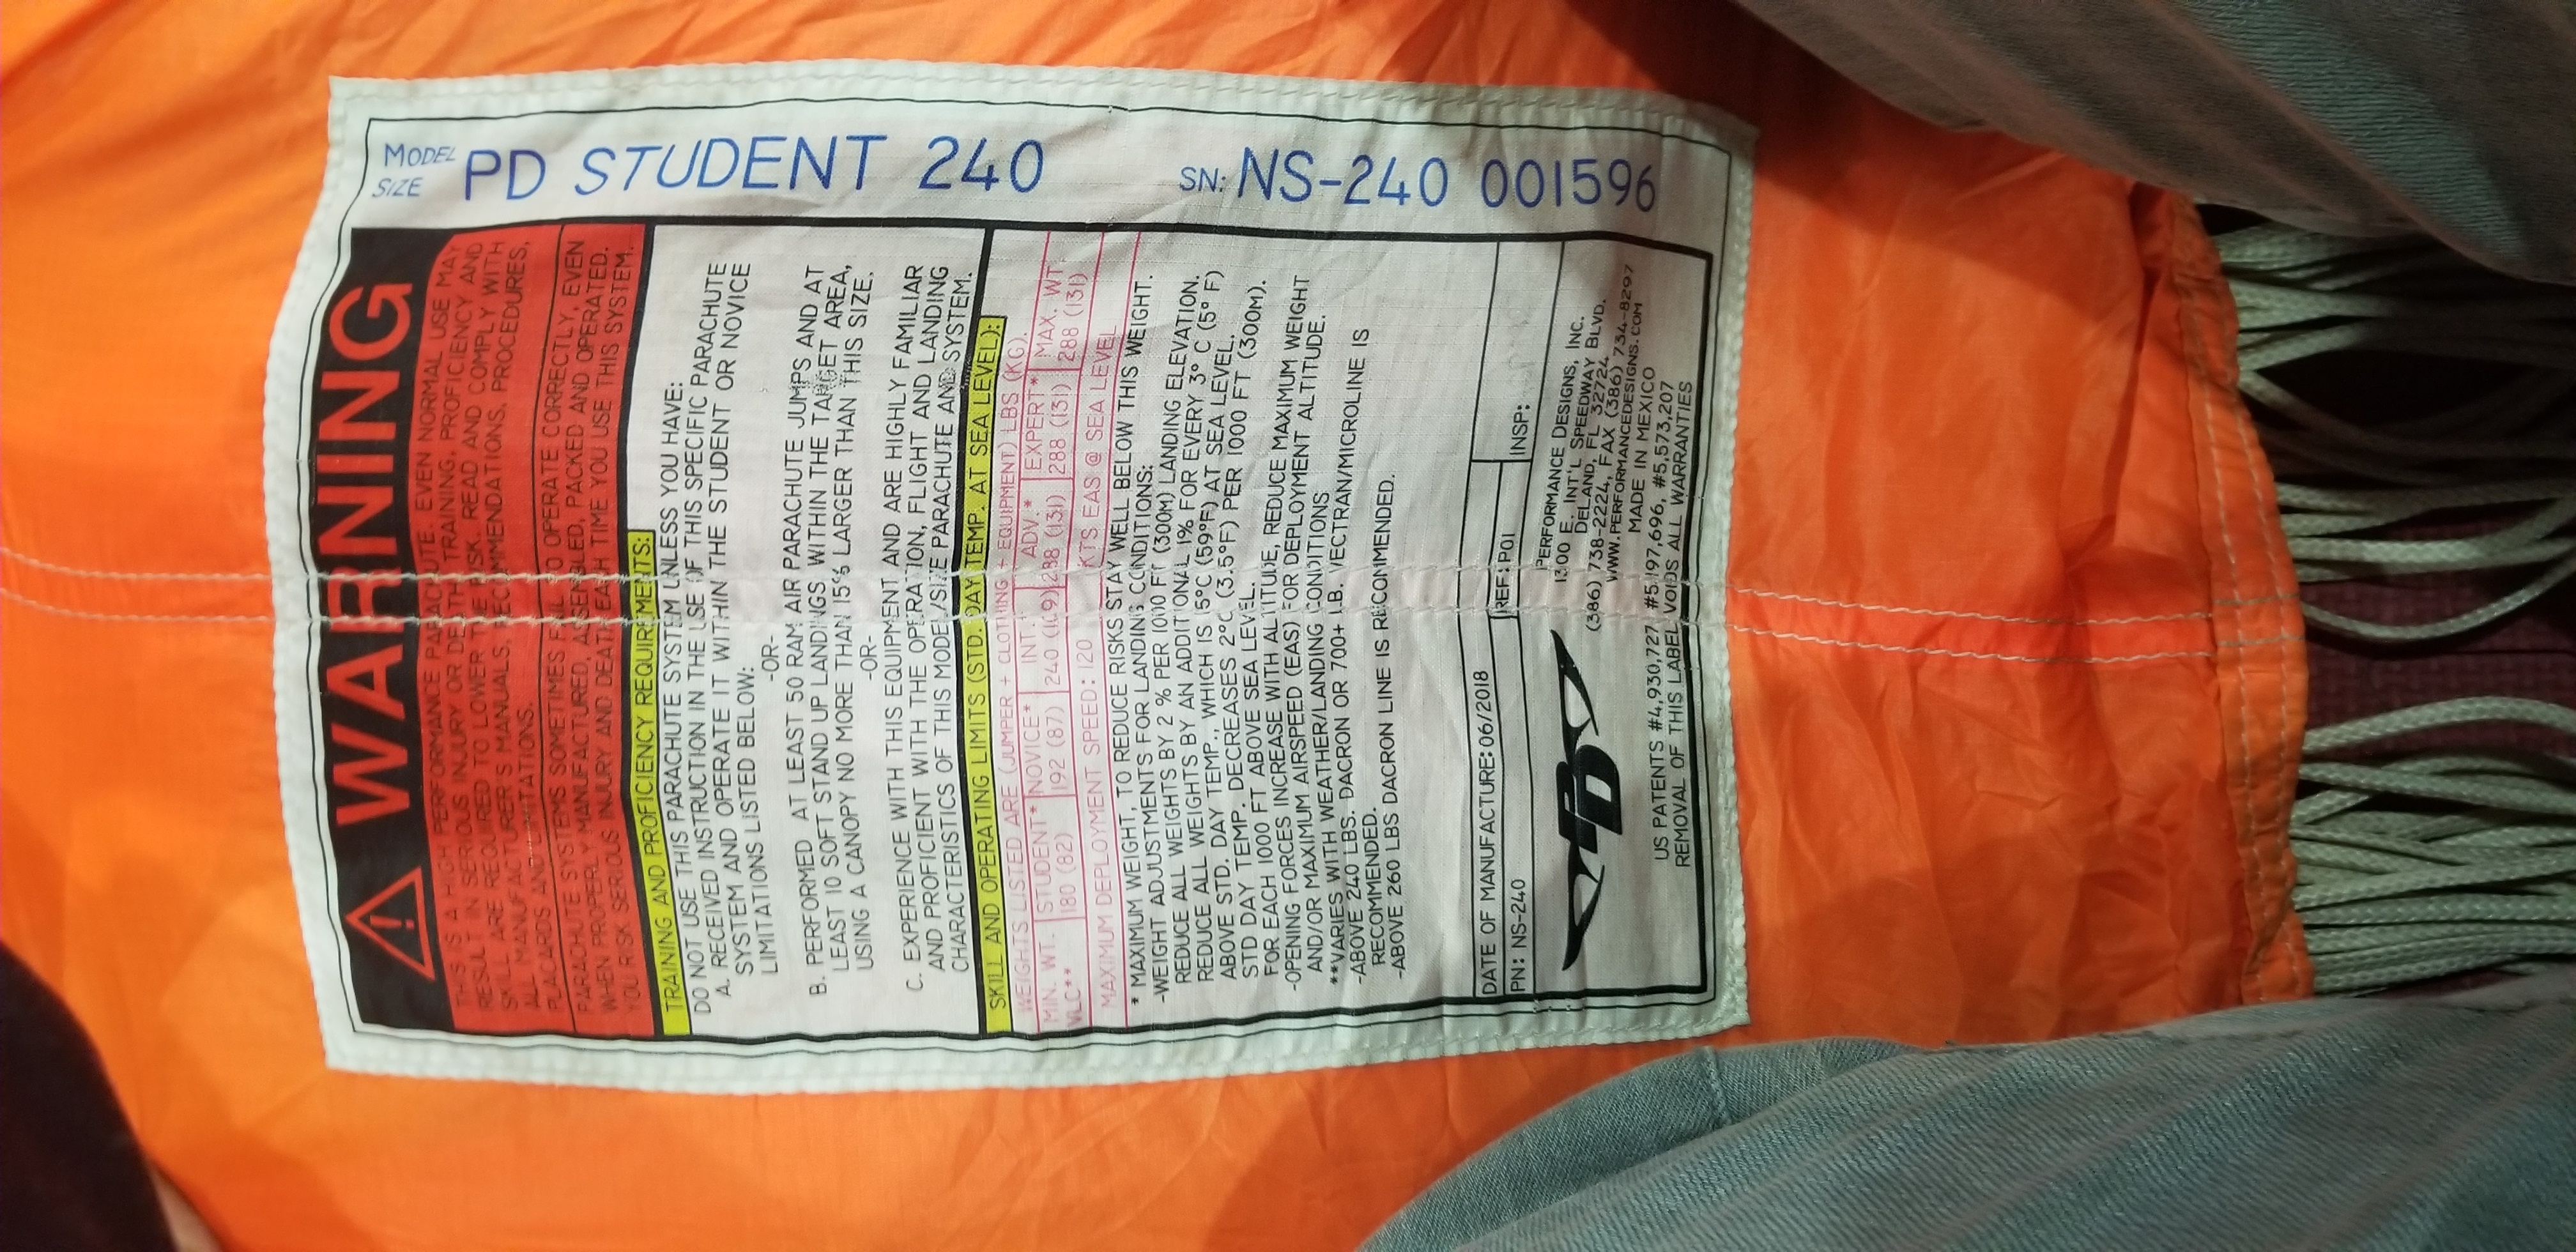 MODEL SIZE PD STUDENT 240 SN: NS-240 001596
WARNING
THIS IS A HIGH PERFORMANCE PARACHUTE. EVEN NORMAL USE MAY
RESULT IN SERIOUS INJURY OR DEATH. TRAINING, PROFICIENCY AND
SKILL ARE REQUIRED TO LOWER THE RISK. READ AND COMPLY WITH
ALL MANUFACTURER'S MANUALS, RECOMMENDATIONS, PROCEDURES,
PLACARDS AND LIMITATIONS.
PARACHUTE SYSTEMS SOMETIMES FAIL TO OPERATE CORRECTLY, EVEN
WHEN PROPERLY MANUFACTURED, ASSEMBLED, PACKED AND OPERATED.
YOU RISK SERIOUS INJURY AND DEATH EACH TIME YOU USE THIS SYSTEM.
TRAINING AND PROFICIENCY REQUIREMENTS:
DO NOT USE THIS PARACHUTE SYSTEM UNLESS YOU HAVE:
A. RECEIVED INSTRUCTION IN THE USE OF THIS SPECIFIC PARACHUTE
SYSTEM AND OPERATE IT WITHIN THE STUDENT OR NOVICE
LIMITATIONS LISTED BELOW:
-OR-
B. PERFORMED AT LEAST 50 RAM AIR PARACHUTE JUMPS AND AT
LEAST 10 SOFT STAND UP LANDINGS WITHIN THE TARGET AREA,
USING A CANOPY NO MORE THAN 15% LARGER THAN THIS SIZE.
-OR-
C. EXPERIENCE WITH THIS EQUIPMENT AND ARE HIGHLY FAMILIAR
AND PROFICIENT WITH THE OPERATION, FLIGHT AND LANDING
CHARACTERISTICS OF THIS MODEL/SIZE PARACHUTE AND SYSTEM.
SKILL AND OPERATING LIMITS (STD. DAY TEMP. AT SEA LEVEL):
WEIGHTS LISTED ARE (JUMPER + CLOTHING + EQUIPMENT) LBS (KG).
MIN. WT. STUDENT* NOVICE* INT.* ADV.* EXPERT* MAX. WT.
VLC** 180 (82) 192 (87) 240 (109) 288 (131) 288 (131) 288 (131)
MAXIMUM DEPLOYMENT SPEED: 120 KTS EAS @ SEA LEVEL
* MAXIMUM WEIGHT, TO REDUCE RISKS STAY WELL BELOW THIS WEIGHT.
-WEIGHT ADJUSTMENTS FOR LANDING CONDITIONS:
REDUCE ALL WEIGHTS BY 2 % PER 1000 FT (300M) LANDING ELEVATION.
REDUCE ALL WEIGHTS BY AN ADDITIONAL 1% FOR EVERY 3° C (5° F)
ABOVE STD. DAY TEMP., WHICH IS 15°C (59°F) AT SEA LEVEL.
STD DAY TEMP. DECREASES 2°C (3.5°F) PER 1000 FT (300M).
FOR EACH 1000 FT ABOVE SEA LEVEL.
-OPENING FORCES INCREASE WITH ALTITUDE, REDUCE MAXIMUM WEIGHT
AND/OR MAXIMUM AIRSPEED (EAS) FOR DEPLOYMENT ALTITUDE.
**VARIES WITH WEATHER/LANDING CONDITIONS
-ABOVE 240 LBS. DACRON OR 700+ LB. VECTRAN/MICROLINE IS
RECOMMENDED.
-ABOVE 260 LBS DACRON LINE IS RECOMMENDED.
DATE OF MANUFACTURE: 06/2018
PN: NS-240 REF: P01 INSP:
PD
PERFORMANCE DESIGNS, INC.
1300 E. INT'L SPEEDWAY BLVD.
DELAND, FL 32724
(386) 738-2224, FAX (386) 734-8297
WWW.PERFORMANCEDESIGNS.COM
MADE IN MEXICO
US PATENTS #4,930,727 #5,197,696, #5,573,207
REMOVAL OF THIS LABEL VOIDS ALL WARRANTIES